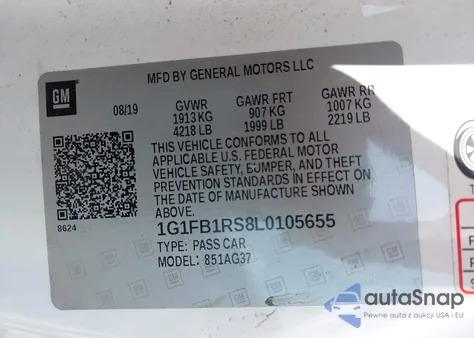 MFD BY GENERAL MOTORS LLC
GM
08/19
GVWR
1913 KG
4218 LB
GAWR FRT
907 KG
1999 LB
GAWR RR
1007 KG
2219 LB
THIS VEHICLE CONFORMS TO ALL
APPLICABLE U.S. FEDERAL MOTOR
VEHICLE SAFETY, BUMPER, AND THEFT
PREVENTION STANDARDS IN EFFECT ON
THE DATE OF MANUFACTURE SHOWN
ABOVE.
8624
1G1FB1RS8L0105655
TYPE: PASS CAR
MODEL: 851AG37
autoSnap
Pewne auta z USA i EU